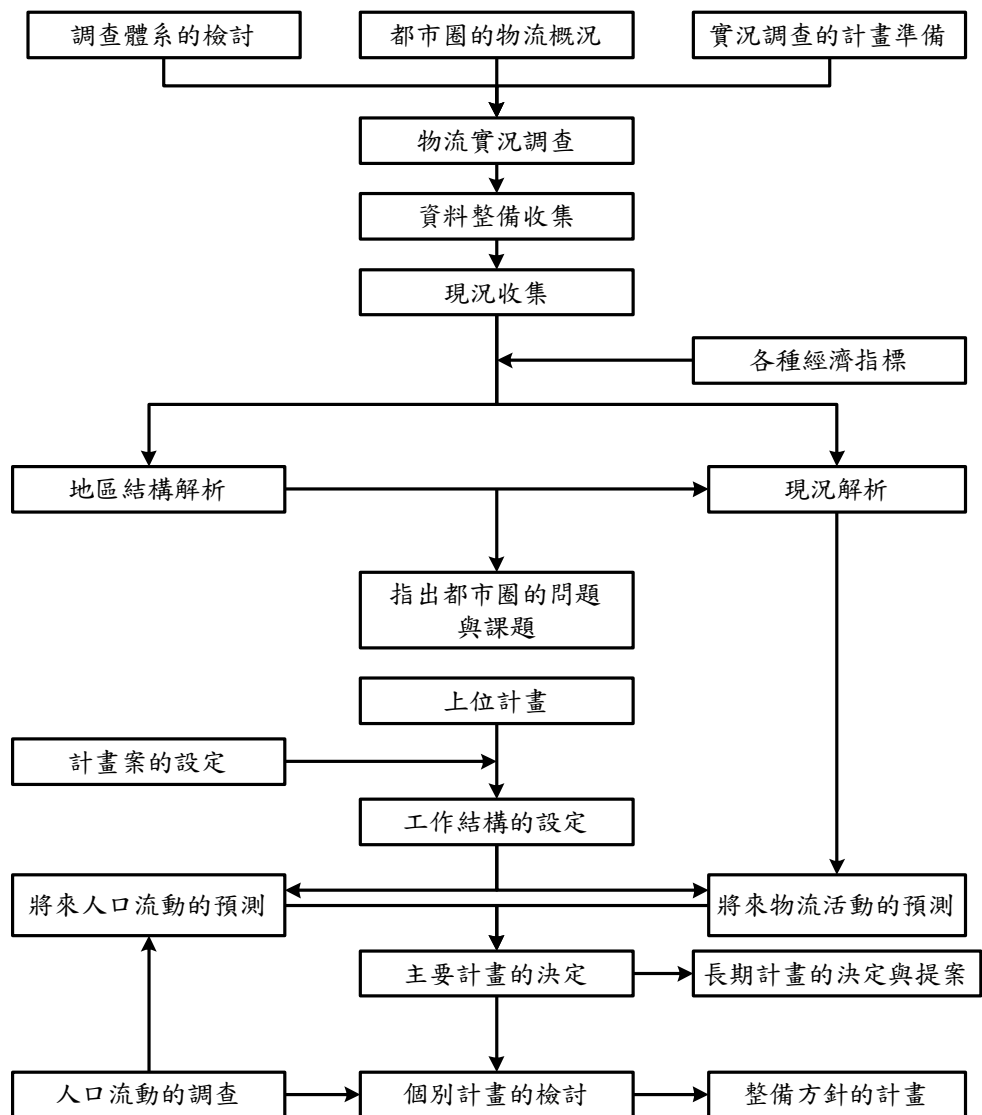 調查體系的檢討
都市圈的物流概況
實況調查的計畫準備
物流實況調查
資料整備收集
現況收集
各種經濟指標
地區結構解析
現況解析
指出都市圈的問題
與課題
上位計畫
計畫案的設定
工作結構的設定
將來人口流動的預測
將來物流活動的預測
主要計畫的決定
長期計畫的決定與提案
人口流動的調查
個別計畫的檢討
整備方針的計畫